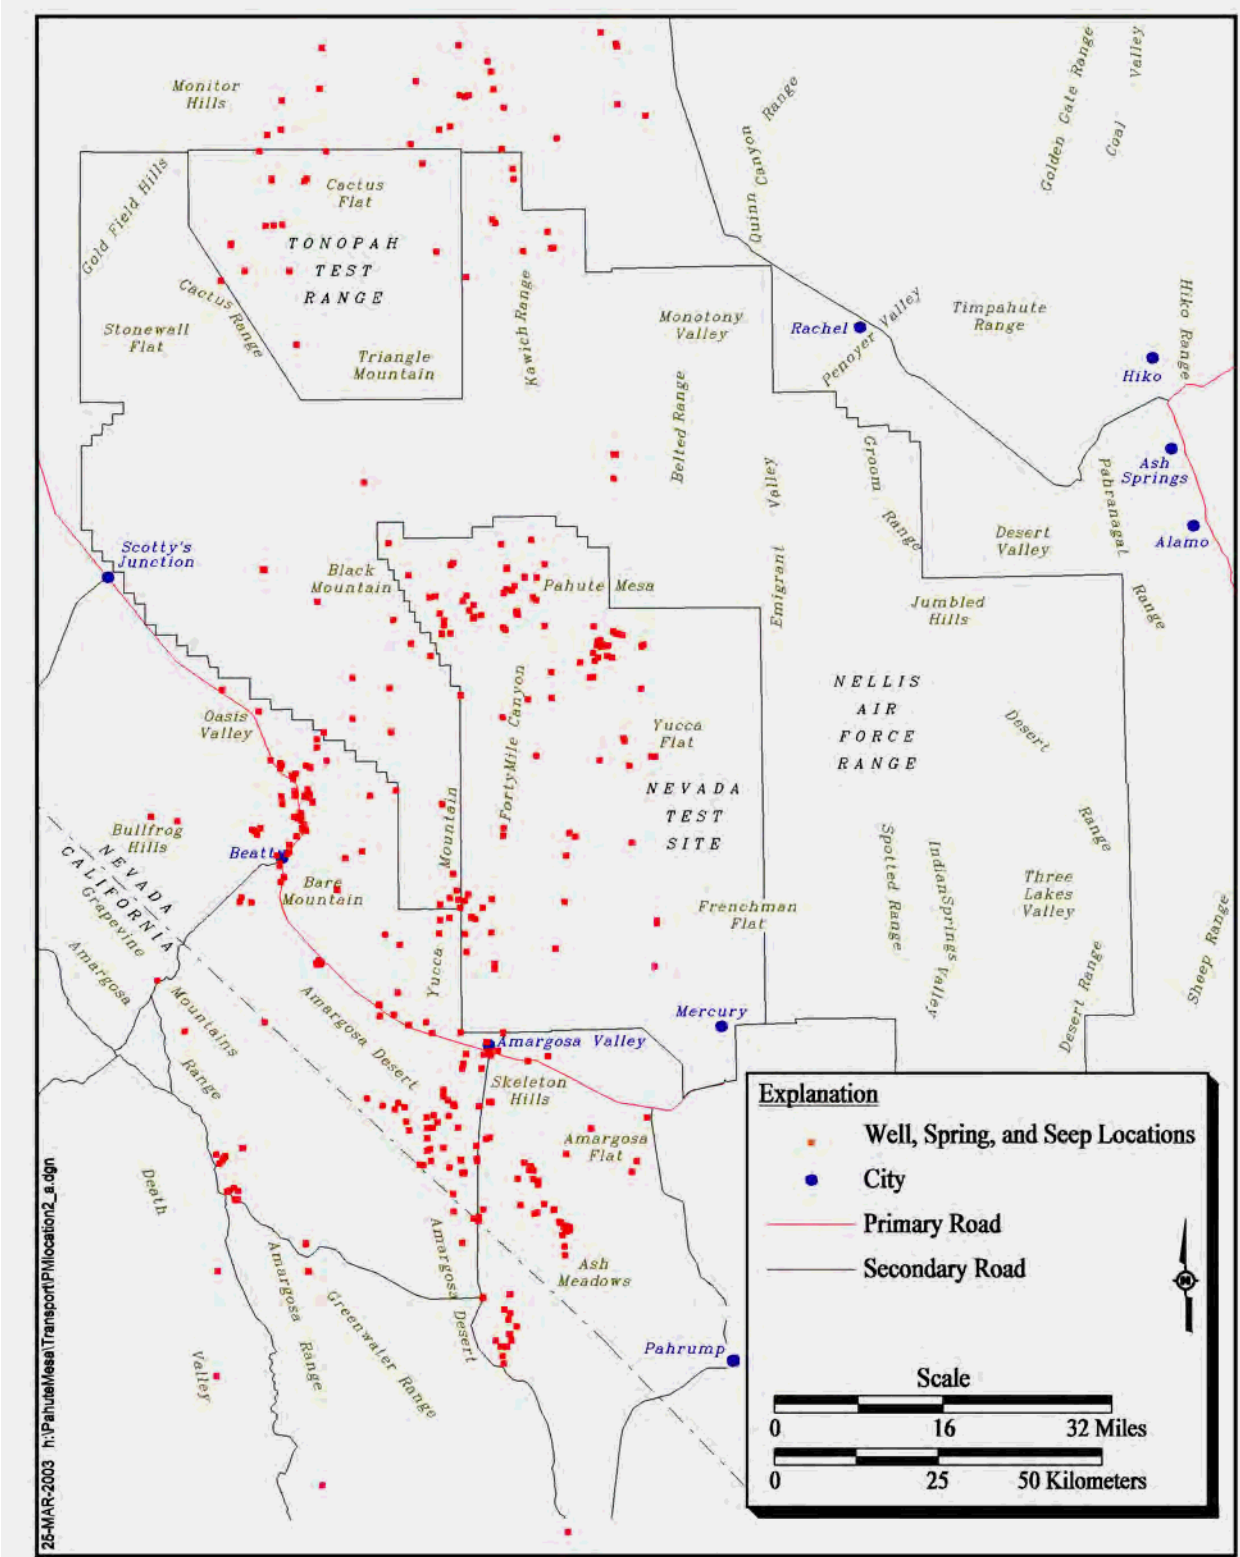 Monitor
Hills
Quinn Canyon Range
Golden Gate Range
Coal Valley
Gold Field Hills
Cactus
Flat
TONOPAH
TEST
RANGE
Cactus Range
Stonewall
Flat
Triangle
Mountain
Kawich Range
Monotony
Valley
Rachel
Penoyer Valley
Timpahute
Range
Hiko Range
Hiko
Belted Range
Groom Range
Ash
Springs
Pahranagat Range
Alamo
Desert
Valley
Emigrant Valley
Scotty's
Junction
Black
Mountain
Pahute Mesa
Jumbled
Hills
NELLIS
AIR
FORCE
RANGE
Desert Range
Oasis
Valley
FortyMile Canyon
Yucca
Flat
NEVADA
TEST
SITE
Bullfrog
Hills
Beatty
Bare
Mountain
Yucca Mountain
Spotted Range
IndianSprings Valley
Three
Lakes
Valley
Frenchman
Flat
Desert Range
Sheep Range
NEVADA
CALIFORNIA
Grapevine Mountains
Amargosa Range
Amargosa Desert
Mercury
Amargosa Valley
Skeleton
Hills
Amargosa
Flat
Death Valley
Amargosa Range
Greenwater Range
Amargosa Desert
Ash
Meadows
Pahrump
Explanation
Well, Spring, and Seep Locations
City
Primary Road
Secondary Road
N
Scale
0 16 32 Miles
0 25 50 Kilometers
25-MAR-2003 h:\PahuteMesa\Transport\PMlocation2_a.dgn